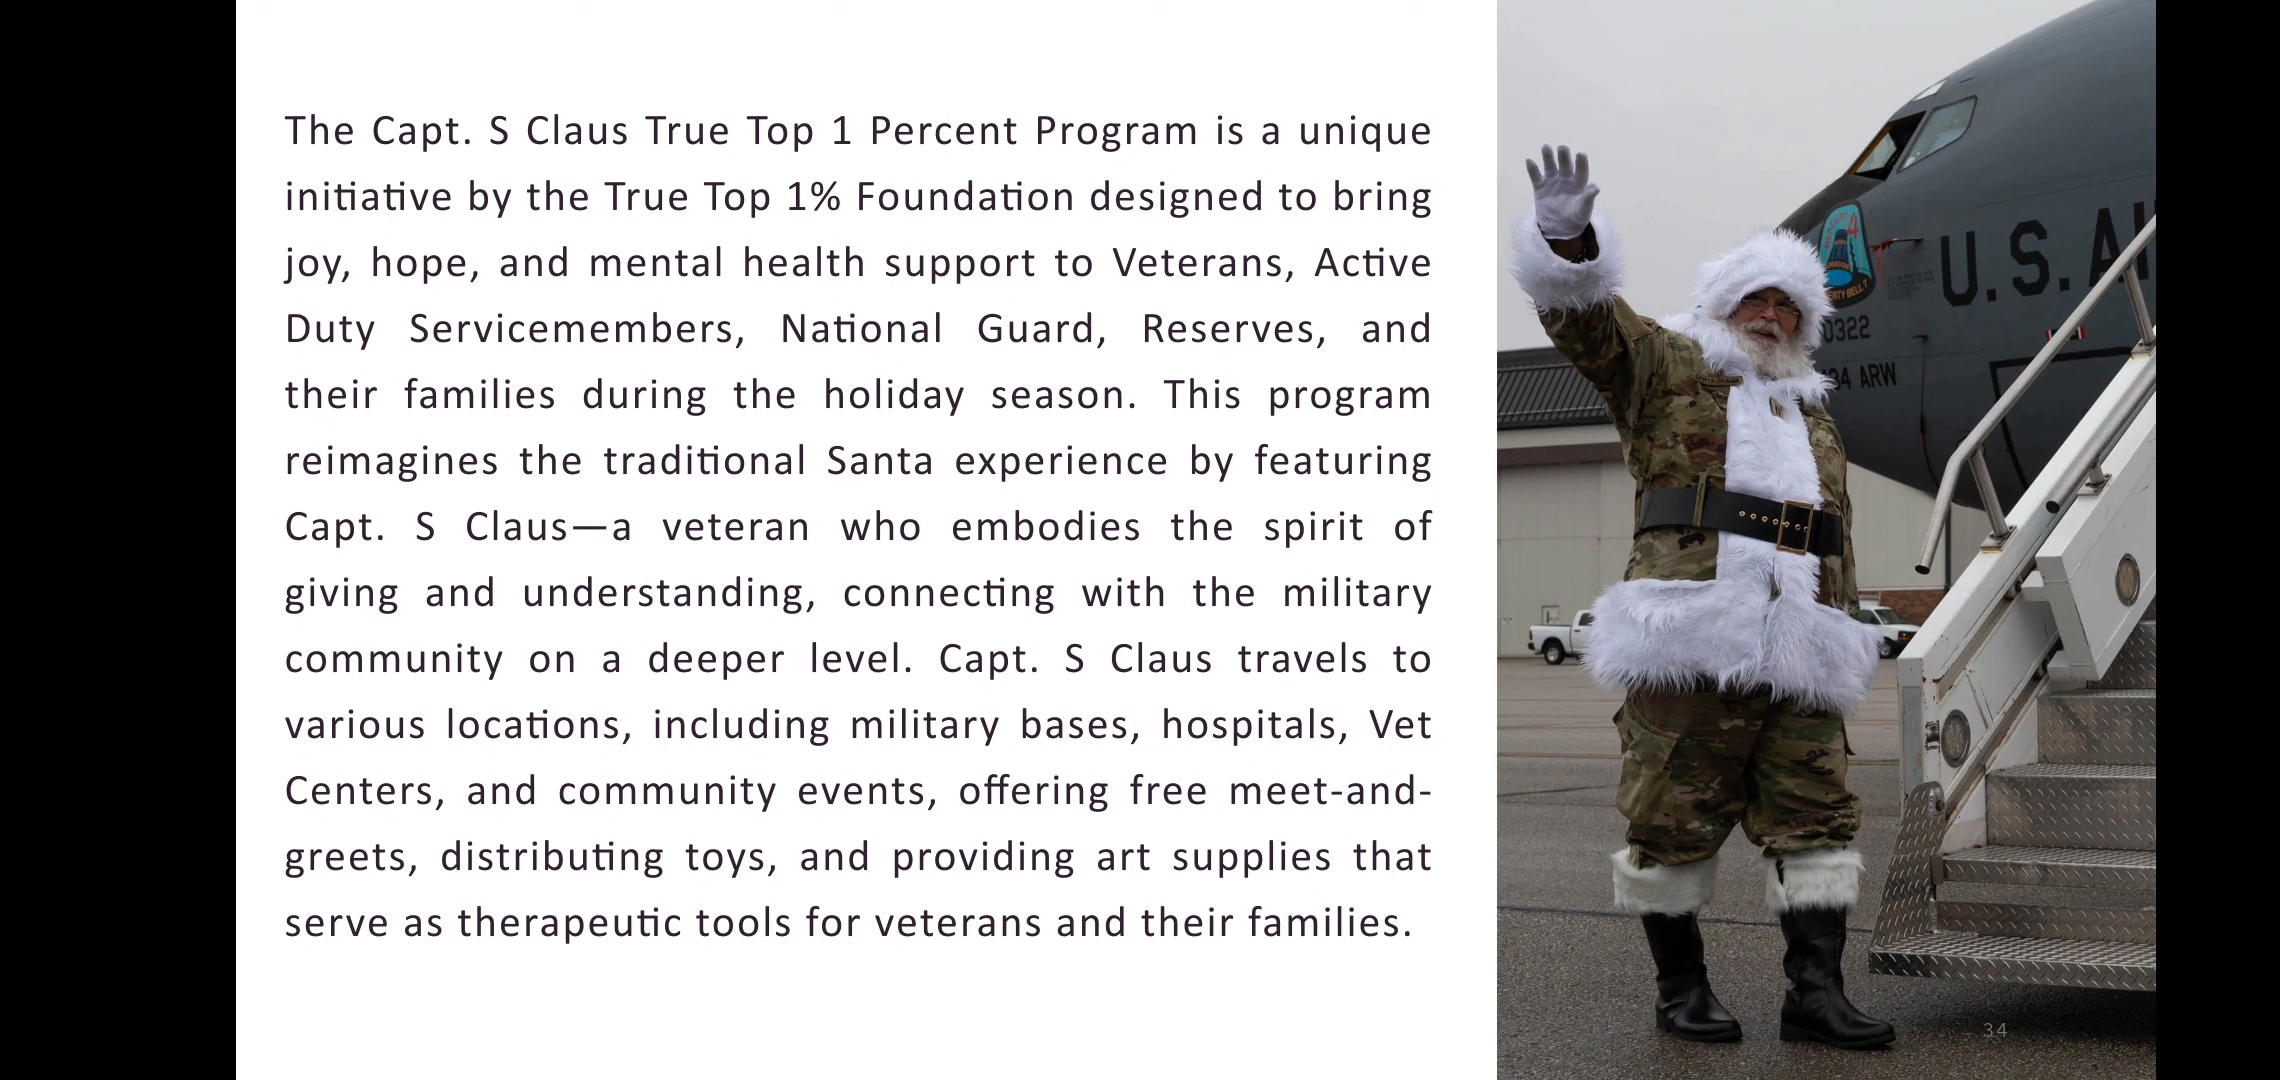 The Capt. S Claus True Top 1 Percent Program is a unique
initiative by the True Top 1% Foundation designed to bring
joy, hope, and mental health support to Veterans, Active
Duty Servicemembers, National Guard, Reserves, and
their families during the holiday season. This program
reimagines the traditional Santa experience by featuring
Capt. S Claus—a veteran who embodies the spirit of
giving and understanding, connecting with the military
community on a deeper level. Capt. S Claus travels to
various locations, including military bases, hospitals, Vet
Centers, and community events, offering free meet-and-
greets, distributing toys, and providing art supplies that
serve as therapeutic tools for veterans and their families.
4
BELL 7
U.S. AI
0322
34 ARW
34